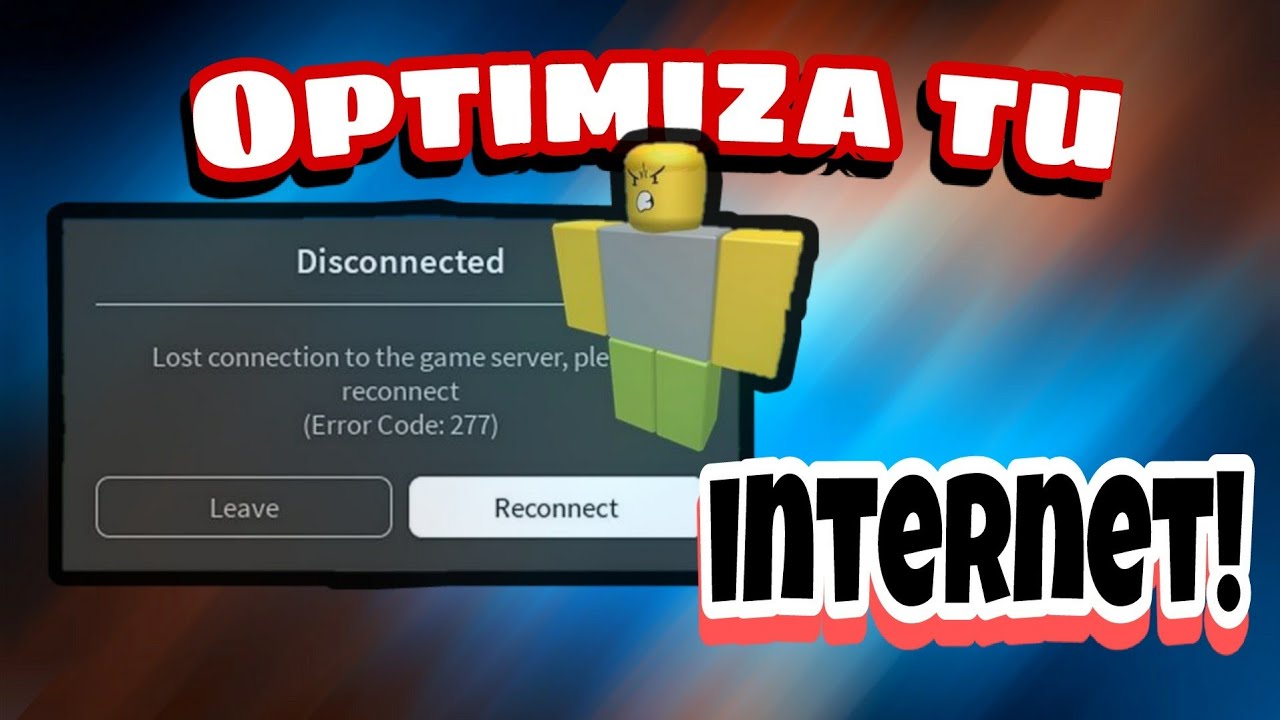 Optimiza tu
Disconnected
Lost connection to the game server, ple
reconnect
(Error Code: 277)
Leave
Reconnect
Internet!